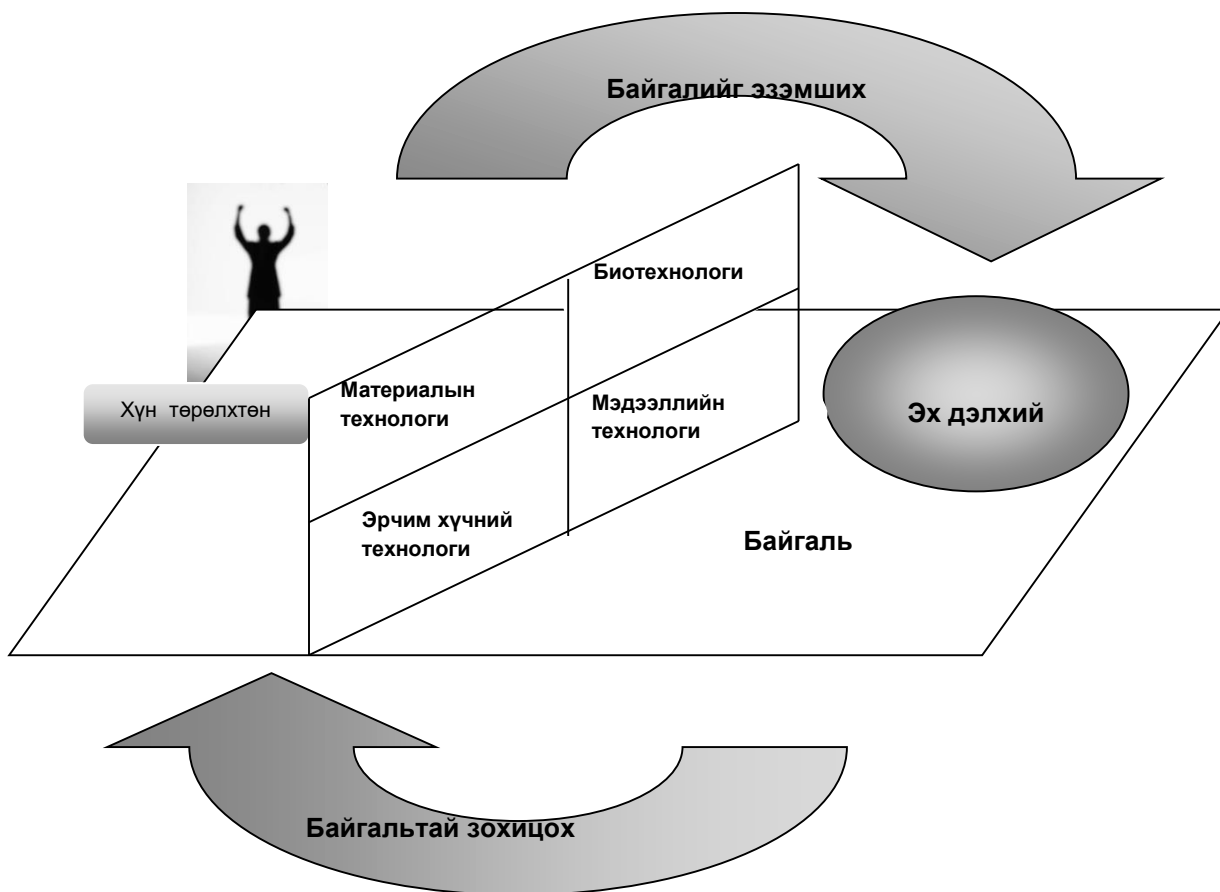 Байгалийг эзэмших
Биотехнологи
Материалын
технологи
Мэдээллийн
технологи
Хүн төрөлхтөн
Эх дэлхий
Эрчим хүчний
технологи
Байгаль
Байгальтай зохицох